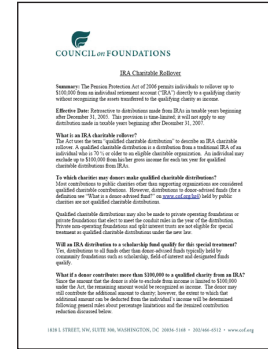 COUNCIL on FOUNDATIONS
IRA Charitable Rollover
Summary: The Pension Protection Act of 2006 permits individuals to rollover up to
$100,000 from an individual retirement account ("IRA") directly to a qualifying charity
without recognizing the assets transferred to the qualifying charity as income.
Effective Date: Retroactive to distributions made from IRAs in taxable years beginning
after December 31, 2005. This provision is time-limited; it will not apply to any
distribution made in taxable years beginning after December 31, 2007.
What is an IRA charitable rollover?
The Act uses the term "qualified charitable distribution" to describe an IRA charitable
rollover. A qualified charitable distribution is a distribution from a traditional IRA of an
individual who is 70 ½ or older to an eligible charitable organization. An individual may
exclude up to $100,000 from his/her gross income for each tax year for qualified
charitable distributions from IRAs.
To which charities may donors make qualified charitable distributions?
Most contributions to public charities other than supporting organizations are considered
qualified charitable contributions. However, distributions to donor-advised funds (for a
definition see "What is a donor-advised fund?" on held by public
charities are not qualified charitable distributions.
Qualified charitable distributions may also be made to private operating foundations or
private foundations that elect to meet the conduit rules in the year of the distribution.
Private non-operating foundations and split interest trusts are not eligible for special
treatment as qualified charitable distributions under the new law.
Will an IRA distribution to a scholarship fund qualify for this special treatment?
Yes, distributions to all funds other than donor-advised funds typically held by
community foundations such as scholarship, field-of-interest and designated funds
qualify.
What if a donor contributes more than $100,000 to a qualified charity from an IRA?
Since the amount that the donor is able to exclude from income is limited to $100,000
under the Act, the remaining amount would be recognized as income. The donor may
still contribute the additional amount to charity; however, the extent to which that
additional amount can be deducted from the individual's income will be determined
following general rules about percentage limitations and the itemized contribution
reduction discussed below.
1828 L STREET, NW, SUITE 300, WASHINGTON, DC 20036-5168 • 202/466-6512 • www.cof.org